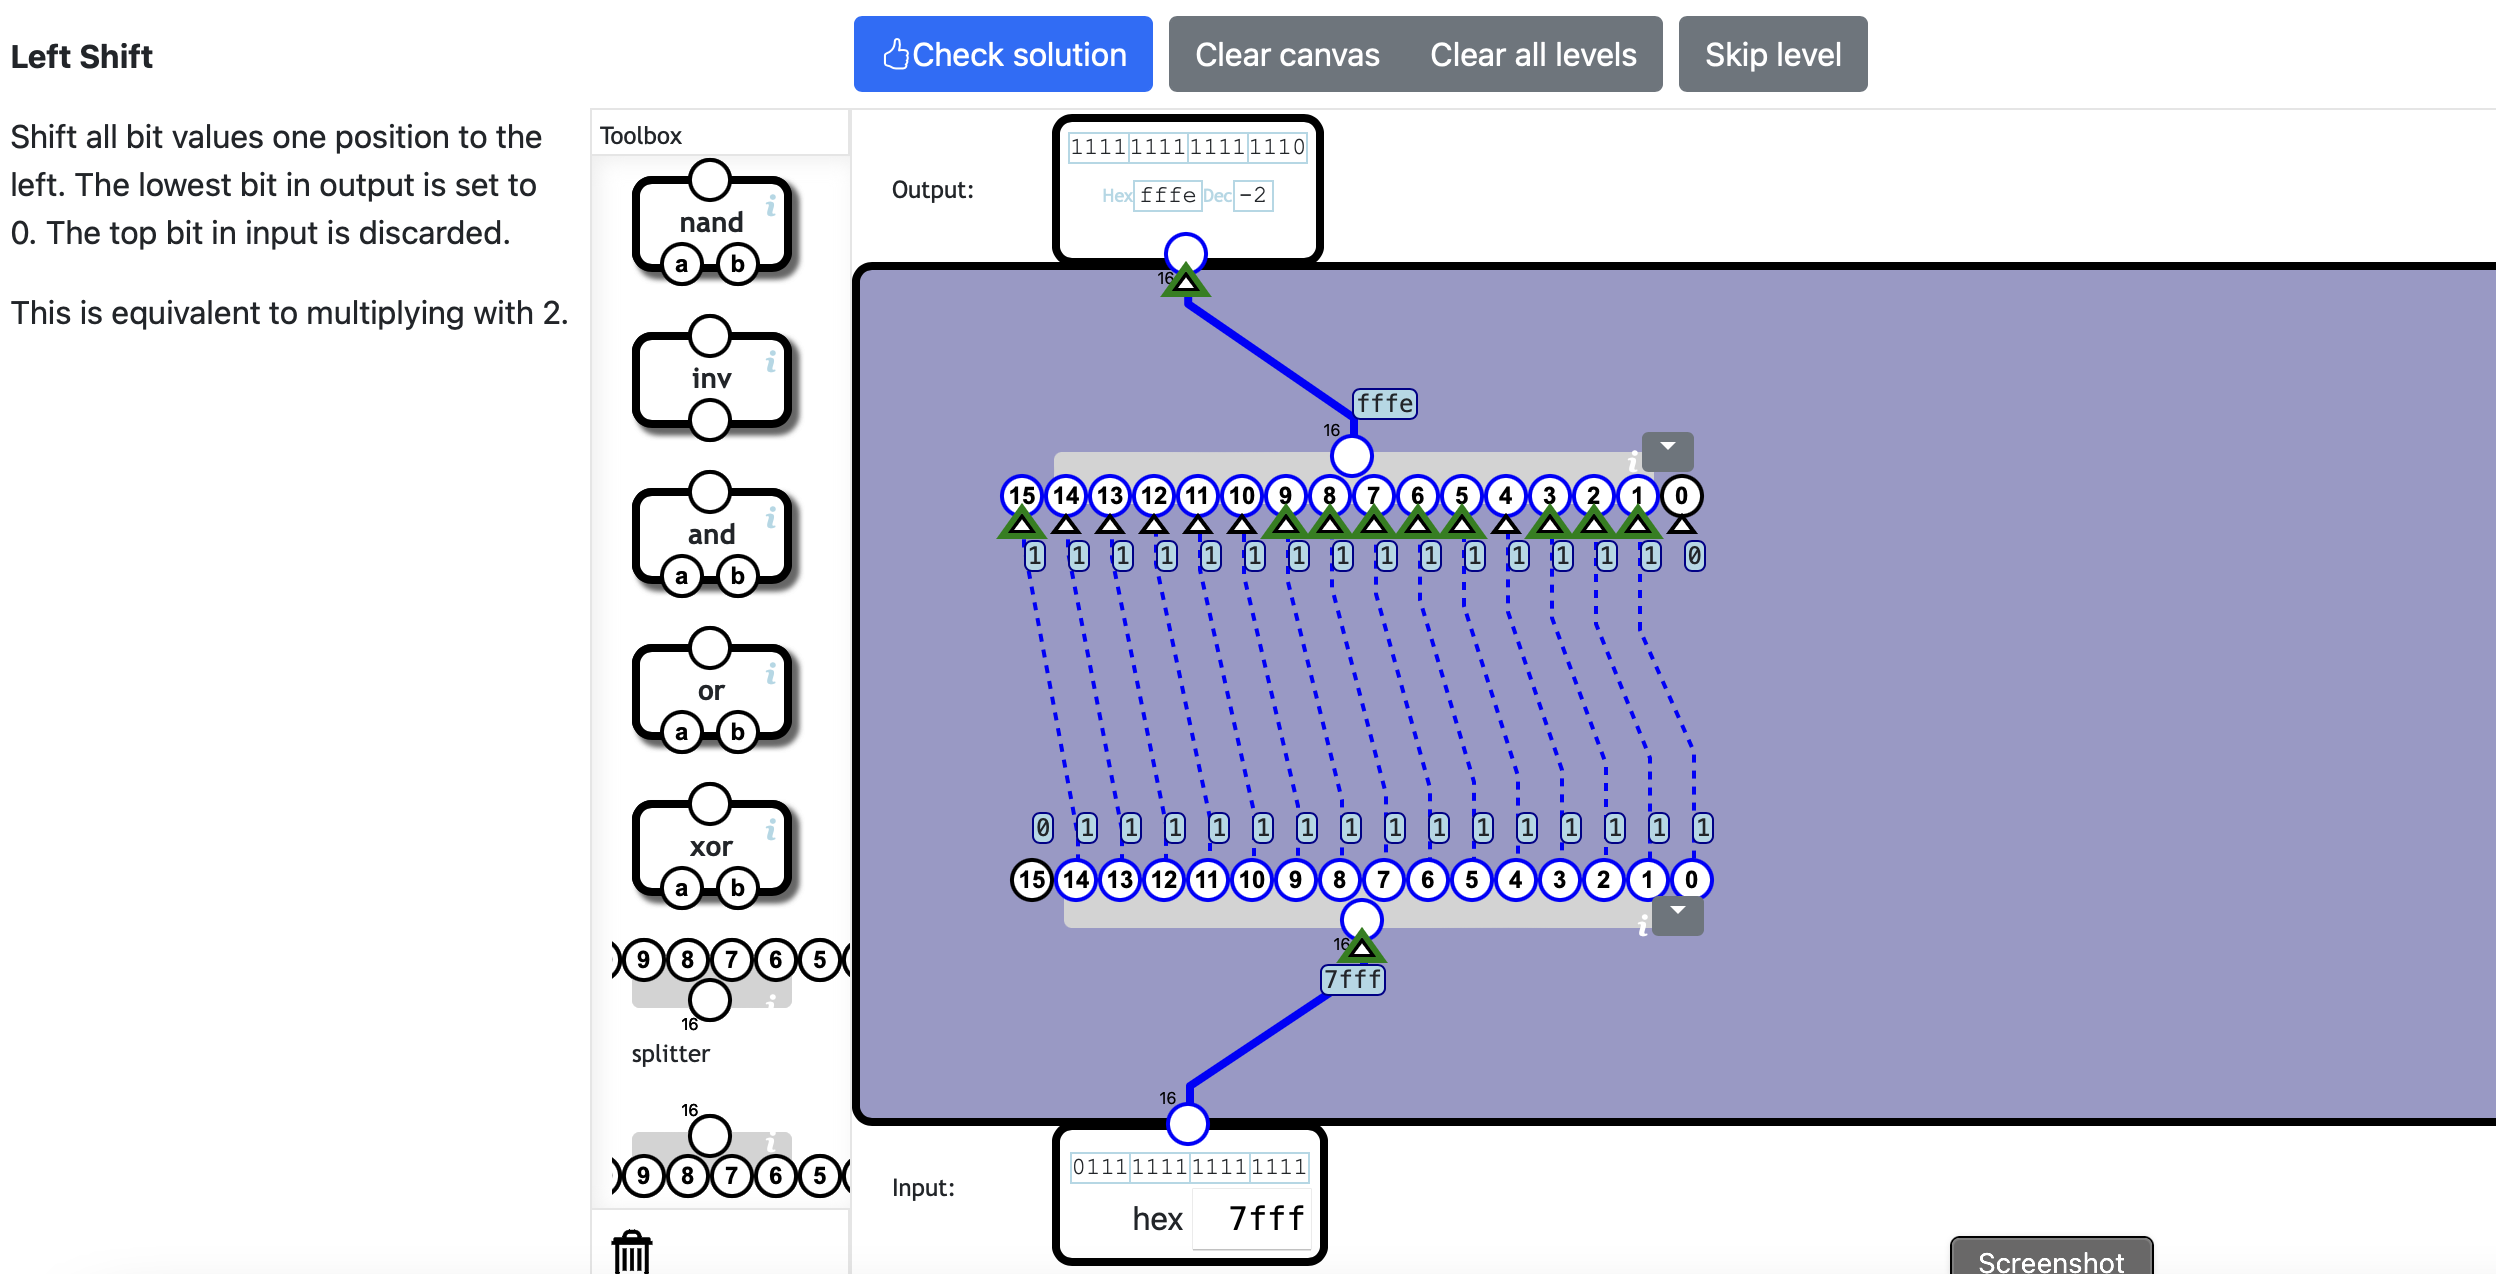 Left Shift
Check solution
Clear canvas
Clear all levels
Skip level
Shift all bit values one position to the
left. The lowest bit in output is set to
0. The top bit in input is discarded.
This is equivalent to multiplying with 2.
Toolbox
nand
i
a b
inv
i
and
i
a b
or
i
a b
xor
i
a b
9 8 7 6 5
i
16
splitter
16
i
9 8 7 6 5
Output:
1111 1111 1111 1110
Hex fffe Dec -2
16
fffe
16
i
15 14 13 12 11 10 9 8 7 6 5 4 3 2 1 0
1 1 1 1 1 1 1 1 1 1 1 1 1 1 1 0
0 1 1 1 1 1 1 1 1 1 1 1 1 1 1 1
15 14 13 12 11 10 9 8 7 6 5 4 3 2 1 0
i
16
7fff
16
Input:
0111 1111 1111 1111
hex 7fff
Screenshot